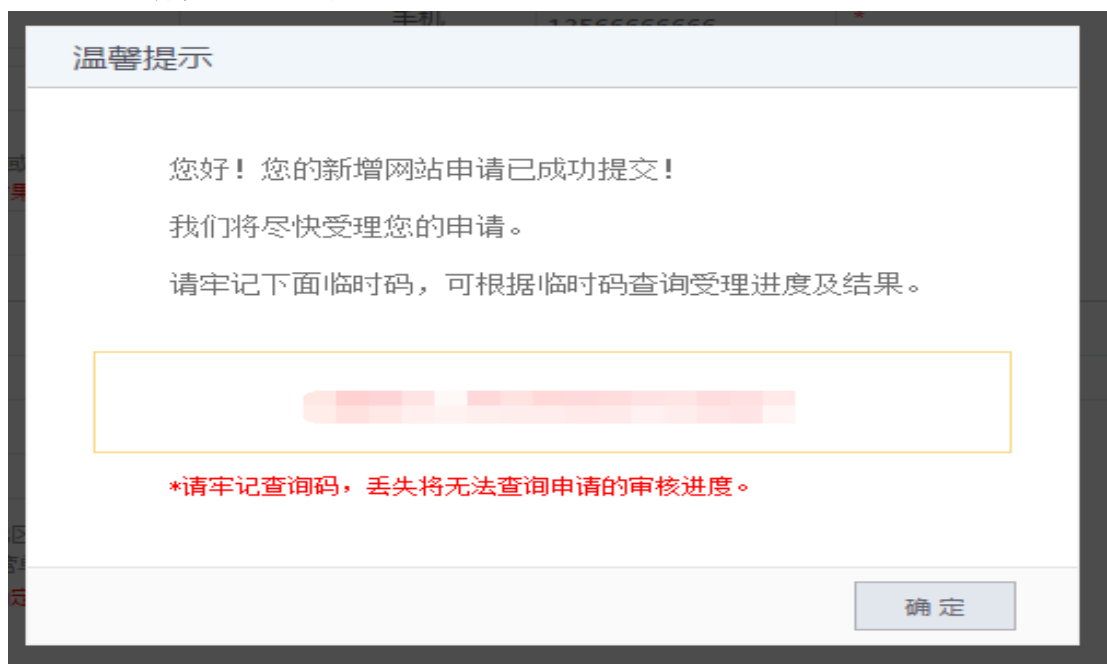 手机 13566666666 *
温馨提示
您好！您的新增网站申请已成功提交！
我们将尽快受理您的申请。
请牢记下面临时码，可根据临时码查询受理进度及结果。
*请牢记查询码，丢失将无法查询申请的审核进度。
确定